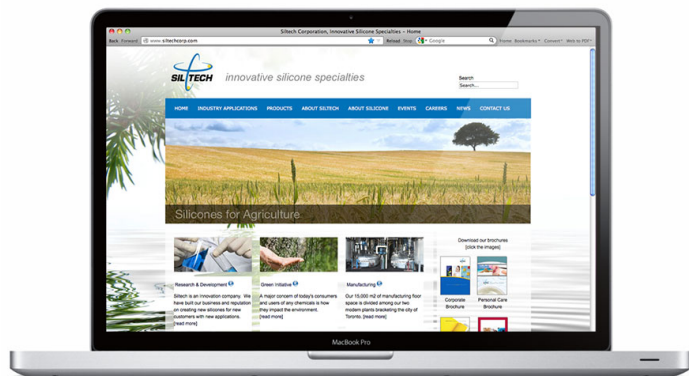 Siltech Corporation, Innovative Silicone Specialties - Home
Back Forward www.siltechcorp.com Reload Stop Google Home Bookmarks Convert Web to PDF
SILTECH innovative silicone specialties
Search
Search...
HOME INDUSTRY APPLICATIONS PRODUCTS ABOUT SILTECH ABOUT SILICONE EVENTS CAREERS NEWS CONTACT US
Silicones for Agriculture
Download our brochures
[click the images]
Research & Development
Siltech is an innovation company. We
have built our business and reputation
on creating new silicones for new
customers with new applications.
[read more]
Green Initiative
A major concern of today's consumers
and users of any chemicals is how
they impact the environment.
[read more]
Manufacturing
Our 15,000 m2 of manufacturing floor
space is divided among our two
modern plants bracketing the city of
Toronto. [read more]
Corporate
Brochure
Personal Care
Brochure
MacBook Pro